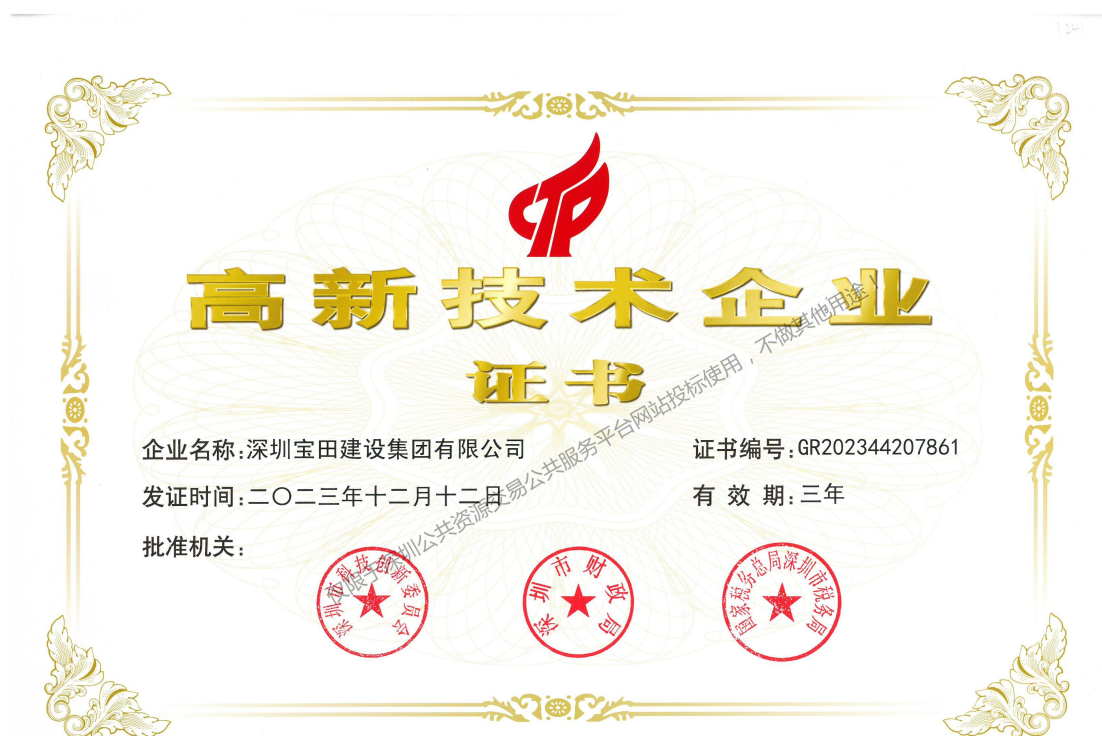 高新技术企业
证书
企业名称:深圳宝田建设集团有限公司
证书编号:GR202344207861
发证时间:二〇二三年十二月十二日
有 效 期:三年
批准机关:
深圳市科技创新委员会
深圳市财政局
国家税务总局深圳市税务局
仅限于深圳公共资源交易公共服务平台网站投标使用，不做其他用途！